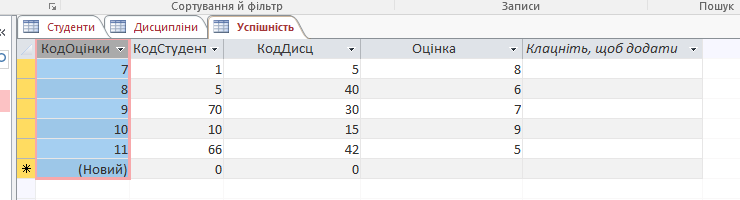 Сортування й фільтр Записи Пошук
Студенти Дисципліни Успішність
КодОцінки КодСтудент КодДисц Оцінка Клацніть, щоб додати
7 1 5 8
8 5 40 6
9 70 30 7
10 10 15 9
11 66 42 5
(Новий) 0 0